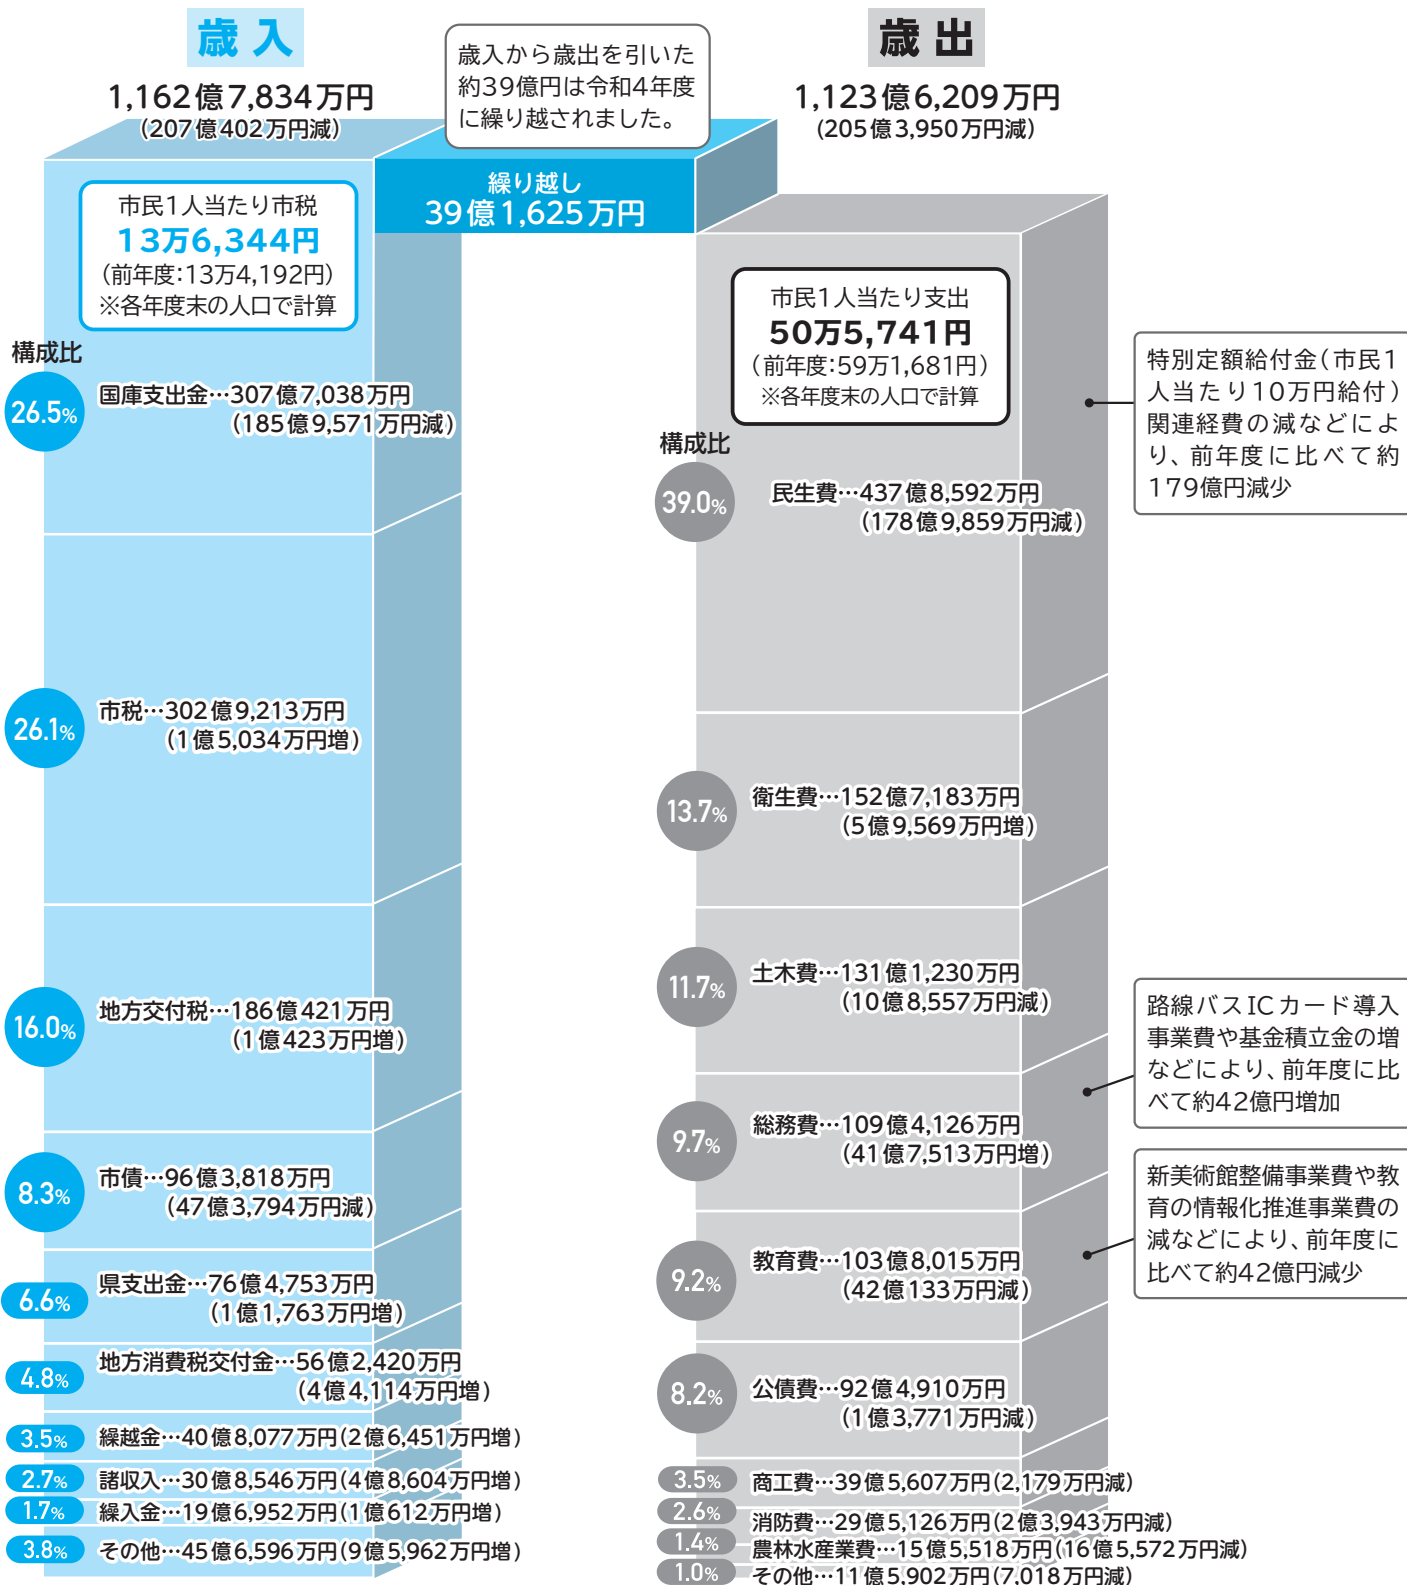 歳入
1,162億7,834万円
(207億402万円減)
歳入から歳出を引いた
約39億円は令和4年度
に繰り越されました。
歳出
1,123億6,209万円
(205億3,950万円減)
繰り越し
39億1,625万円
市民1人当たり市税
13万6,344円
(前年度:13万4,192円)
※各年度末の人口で計算
構成比
26.5%
国庫支出金…307億7,038万円
(185億9,571万円減)
26.1%
市税…302億9,213万円
(1億5,034万円増)
16.0%
地方交付税…186億421万円
(1億423万円増)
8.3%
市債…96億3,818万円
(47億3,794万円減)
6.6%
県支出金…76億4,753万円
(1億1,763万円増)
4.8%
地方消費税交付金…56億2,420万円
(4億4,114万円増)
3.5%
繰越金…40億8,077万円(2億6,451万円増)
2.7%
諸収入…30億8,546万円(4億8,604万円増)
1.7%
繰入金…19億6,952万円(1億612万円増)
3.8%
その他…45億6,596万円(9億5,962万円増)
市民1人当たり支出
50万5,741円
(前年度:59万1,681円)
※各年度末の人口で計算
構成比
39.0%
民生費…437億8,592万円
(178億9,859万円減)
特別定額給付金(市民1
人当たり10万円給付)
関連経費の減などによ
り、前年度に比べて約
179億円減少
13.7%
衛生費…152億7,183万円
(5億9,569万円増)
11.7%
土木費…131億1,230万円
(10億8,557万円減)
9.7%
総務費…109億4,126万円
(41億7,513万円増)
路線バスICカード導入
事業費や基金積立金の増
などにより、前年度に比
べて約42億円増加
9.2%
教育費…103億8,015万円
(42億133万円減)
新美術館整備事業費や教
育の情報化推進事業費の
減などにより、前年度に
比べて約42億円減少
8.2%
公債費…92億4,910万円
(1億3,771万円減)
3.5%
商工費…39億5,607万円(2,179万円減)
2.6%
消防費…29億5,126万円(2億3,943万円減)
1.4%
農林水産業費…15億5,518万円(16億5,572万円減)
1.0%
その他…11億5,902万円(7,018万円減)